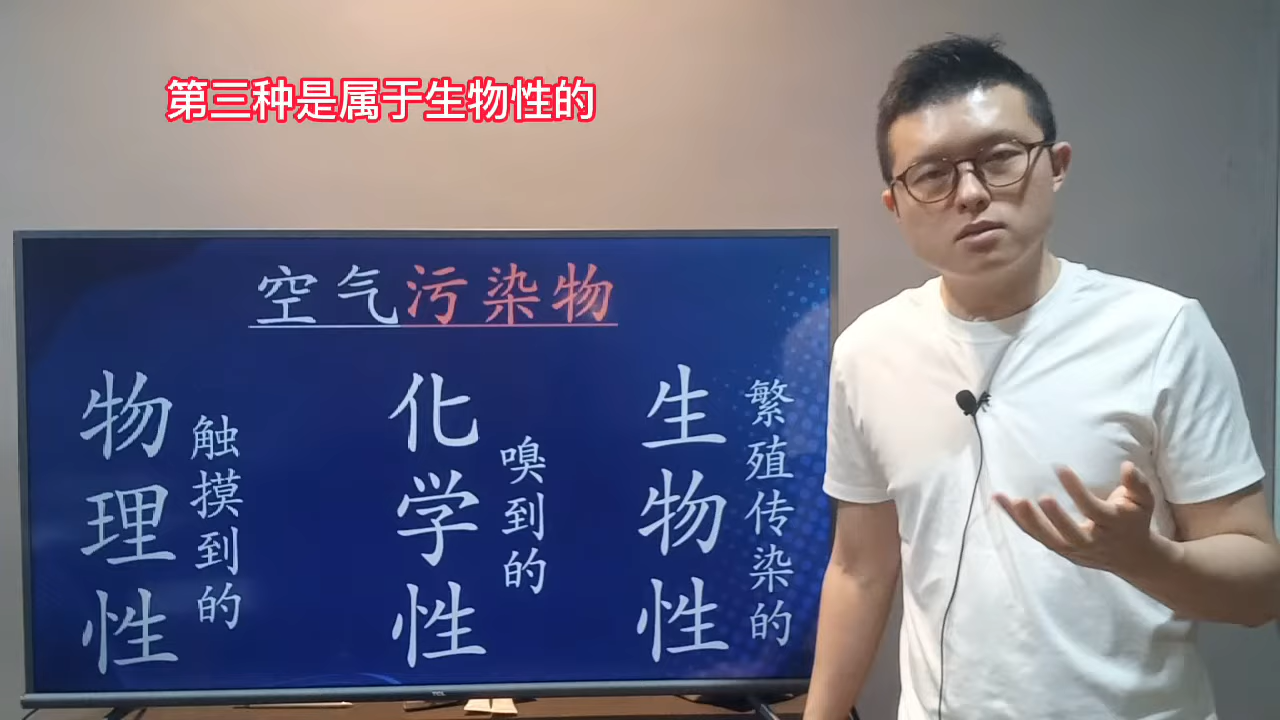 第三种是属于生物性的
空气污染物
物理性
触摸到的
化学性
嗅到的
生物性
繁殖传染的
TCL